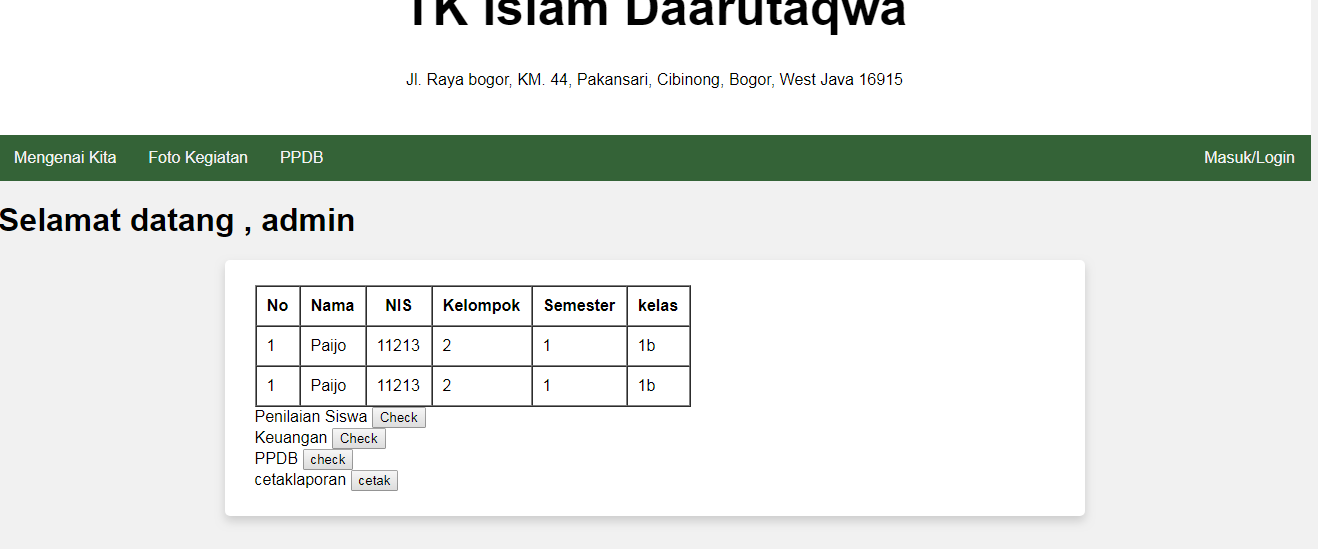 TK Islam Daarutaqwa
Jl. Raya bogor, KM. 44, Pakansari, Cibinong, Bogor, West Java 16915
Mengenai Kita Foto Kegiatan PPDB Masuk/Login
Selamat datang , admin
No Nama NIS Kelompok Semester kelas
1 Paijo 11213 2 1 1b
1 Paijo 11213 2 1 1b
Penilaian Siswa Check
Keuangan Check
PPDB check
cetaklaporan cetak